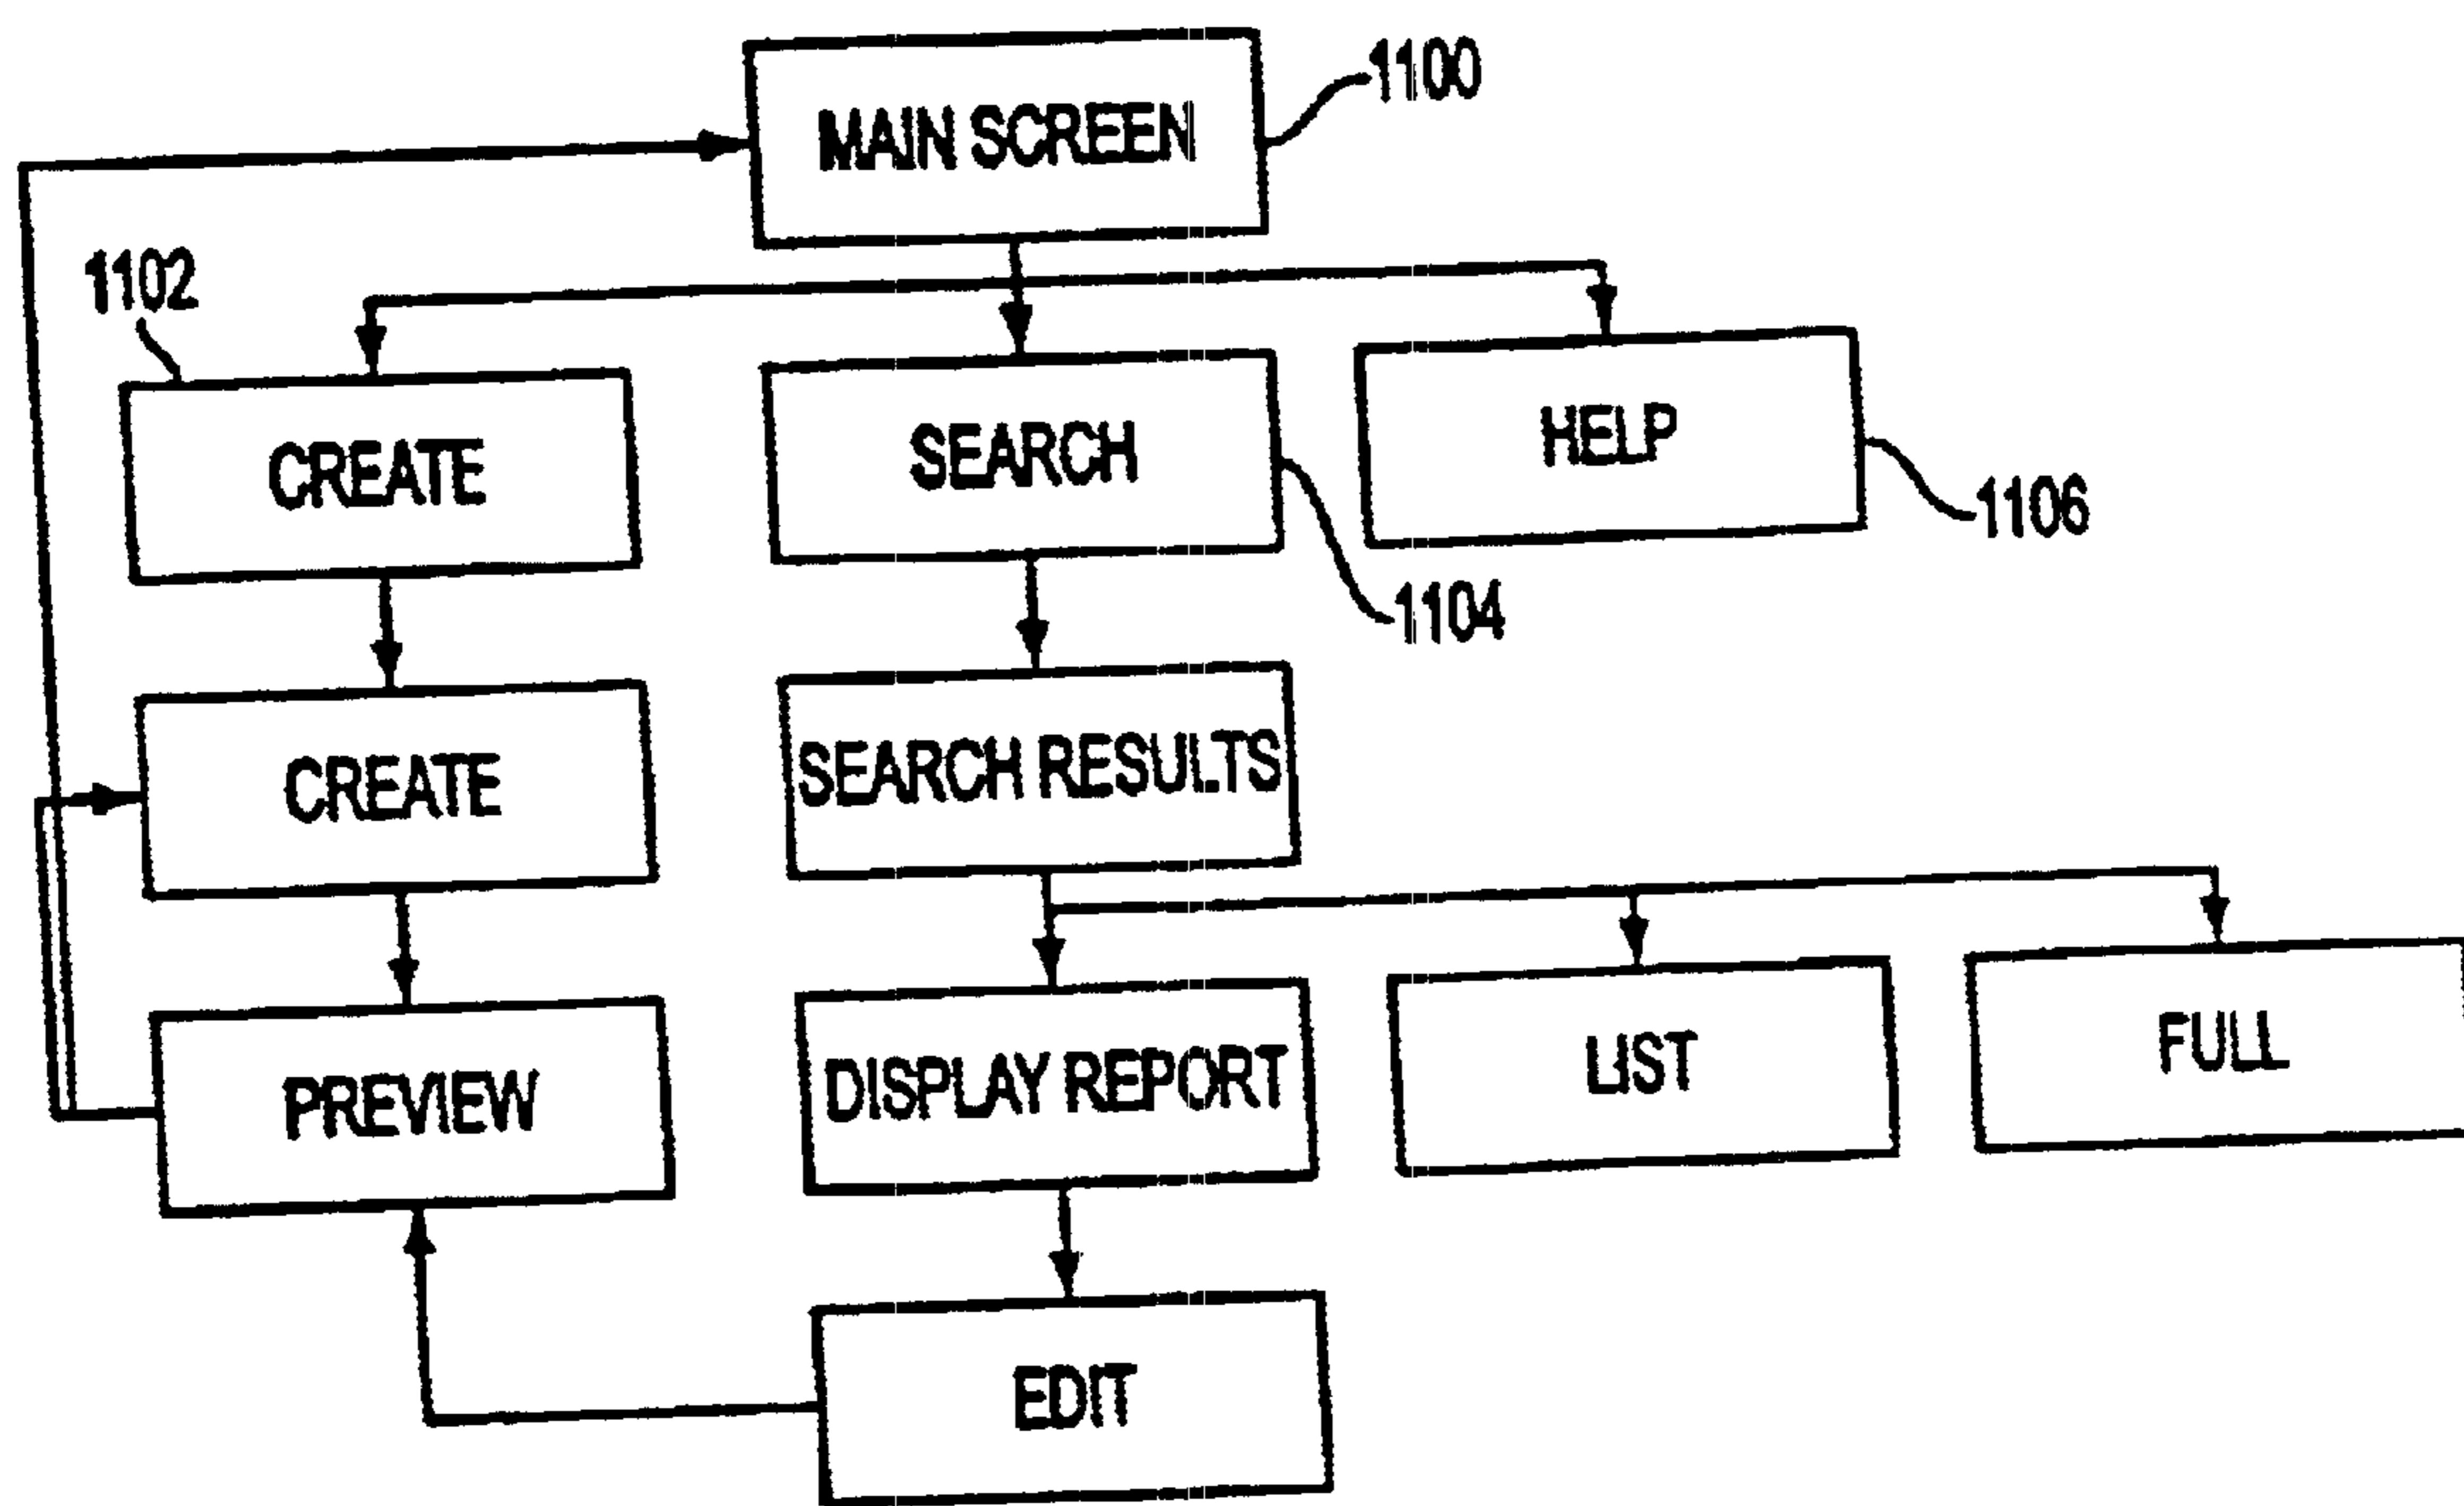 1100
MAIN SCREEN
1102
CREATE
SEARCH
HELP
1106
1104
CREATE
SEARCH RESULTS
PREVIEW
DISPLAY REPORT
LIST
FULL
EDIT